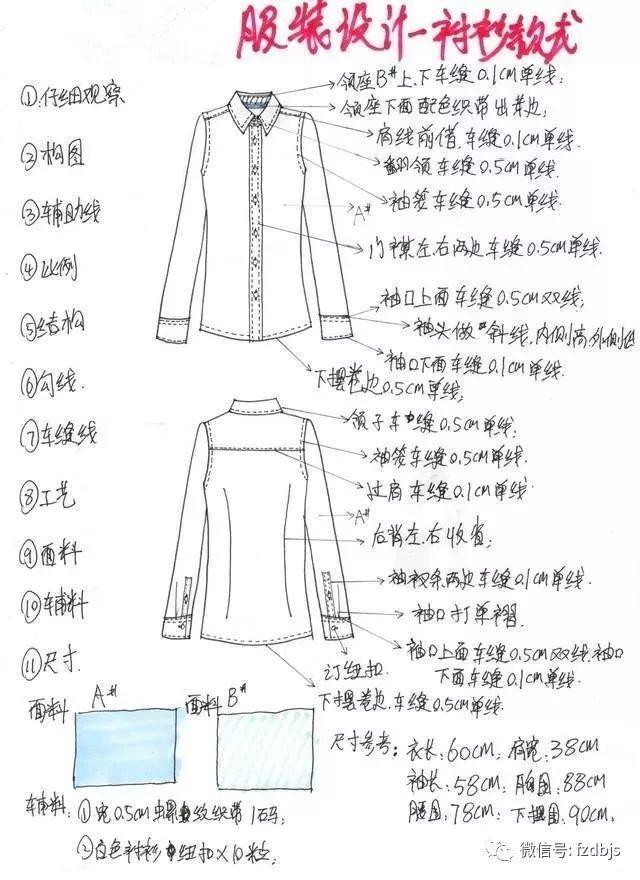 服装设计-衬衫款式
①仔细观察
②构图
③辅助线
④比例
⑤结构
⑥勾线
⑦车缝线
⑧工艺
⑨面料
⑩辅料
⑪尺寸
领座B#上.下车缝0.1cm单线;
领座下面配色织带出芽边;
肩线前借,车缝0.1cm单线.
翻领车缝0.5cm单线.
袖笼车缝0.5cm单线.
A#
门襟左.右两边车缝0.5cm单线.
袖口上面车缝0.5cm双线;
袖头做斜线,内侧高外侧低
袖口下面车缝0.1cm单线.
下摆卷边0.5cm单线;
领子车缝0.5cm单线;
袖笼车缝0.5cm单线.
过肩车缝0.1cm单线.
A#
后背左.右收省;
袖衩条两边车缝0.1cm单线.
袖口打单褶.
袖口上面车缝0.5cm双线,袖口
下面车缝0.1cm单线.
订纽扣
下摆卷边,车缝0.5cm单线.
面料 A# 面料 B#
尺寸参考: 衣长:60cm, 肩宽:38cm
袖长:58cm, 胸围:88cm
腰围:78cm; 下摆围:90cm,
辅料:①宽0.5cm螺纹织带1码;
②白色衬衫纽扣×10粒;
微信号: fzdbjs